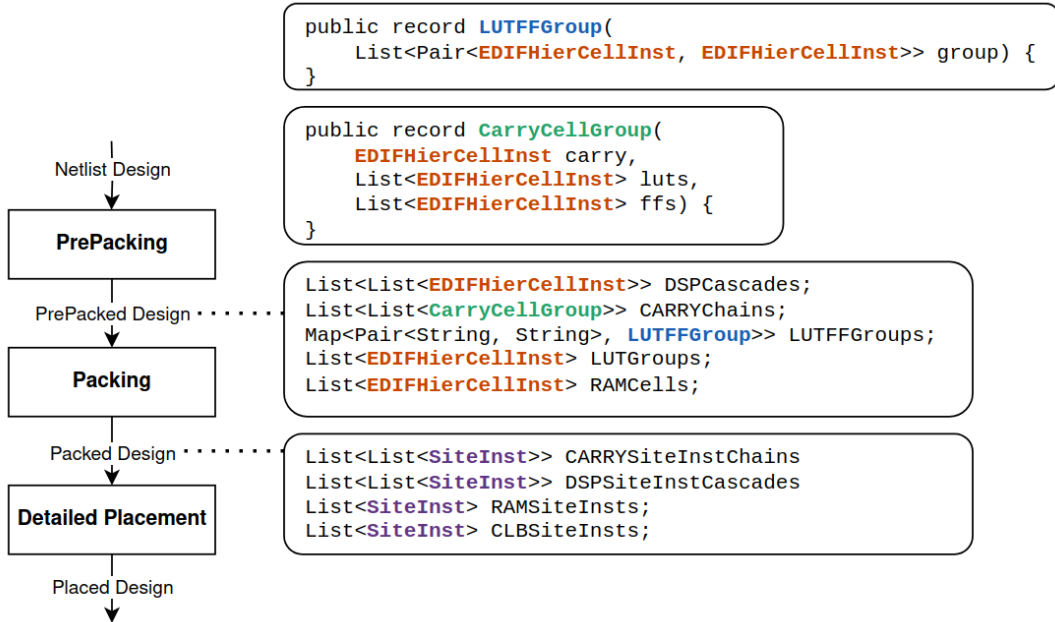 public record LUTFFGroup(
    List<Pair<EDIFHierCellInst, EDIFHierCellInst>> group) {
}
public record CarryCellGroup(
    EDIFHierCellInst carry,
    List<EDIFHierCellInst> luts,
    List<EDIFHierCellInst> ffs) {
}
Netlist Design
PrePacking
PrePacked Design
List<List<EDIFHierCellInst>> DSPCascades;
List<List<CarryCellGroup>> CARRYChains;
Map<Pair<String, String>, LUTFFGroup>> LUTFFGroups;
List<EDIFHierCellInst> LUTGroups;
List<EDIFHierCellInst> RAMCells;
Packing
Packed Design
List<List<SiteInst>> CARRYSiteInstChains
List<List<SiteInst>> DSPSiteInstCascades
List<SiteInst> RAMSiteInsts;
List<SiteInst> CLBSiteInsts;
Detailed Placement
Placed Design